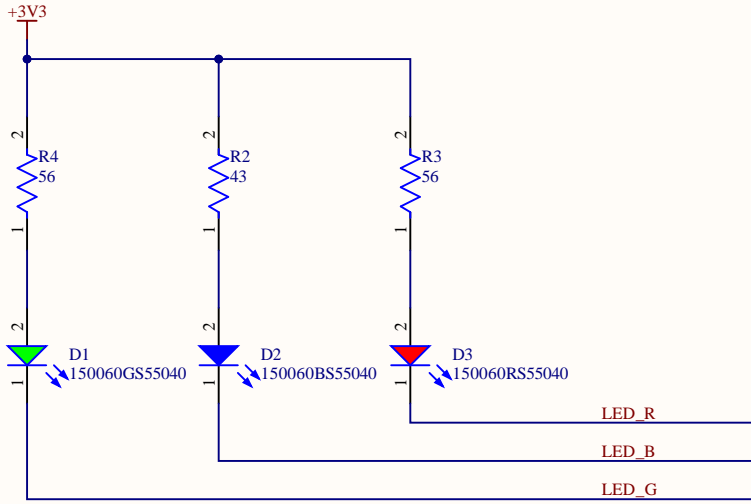 +3V3
2
2
2
R4
56
R2
43
R3
56
1
1
1
2
2
2
D1
150060GS55040
D2
150060BS55040
D3
150060RS55040
1
1
1
LED_R
LED_B
LED_G